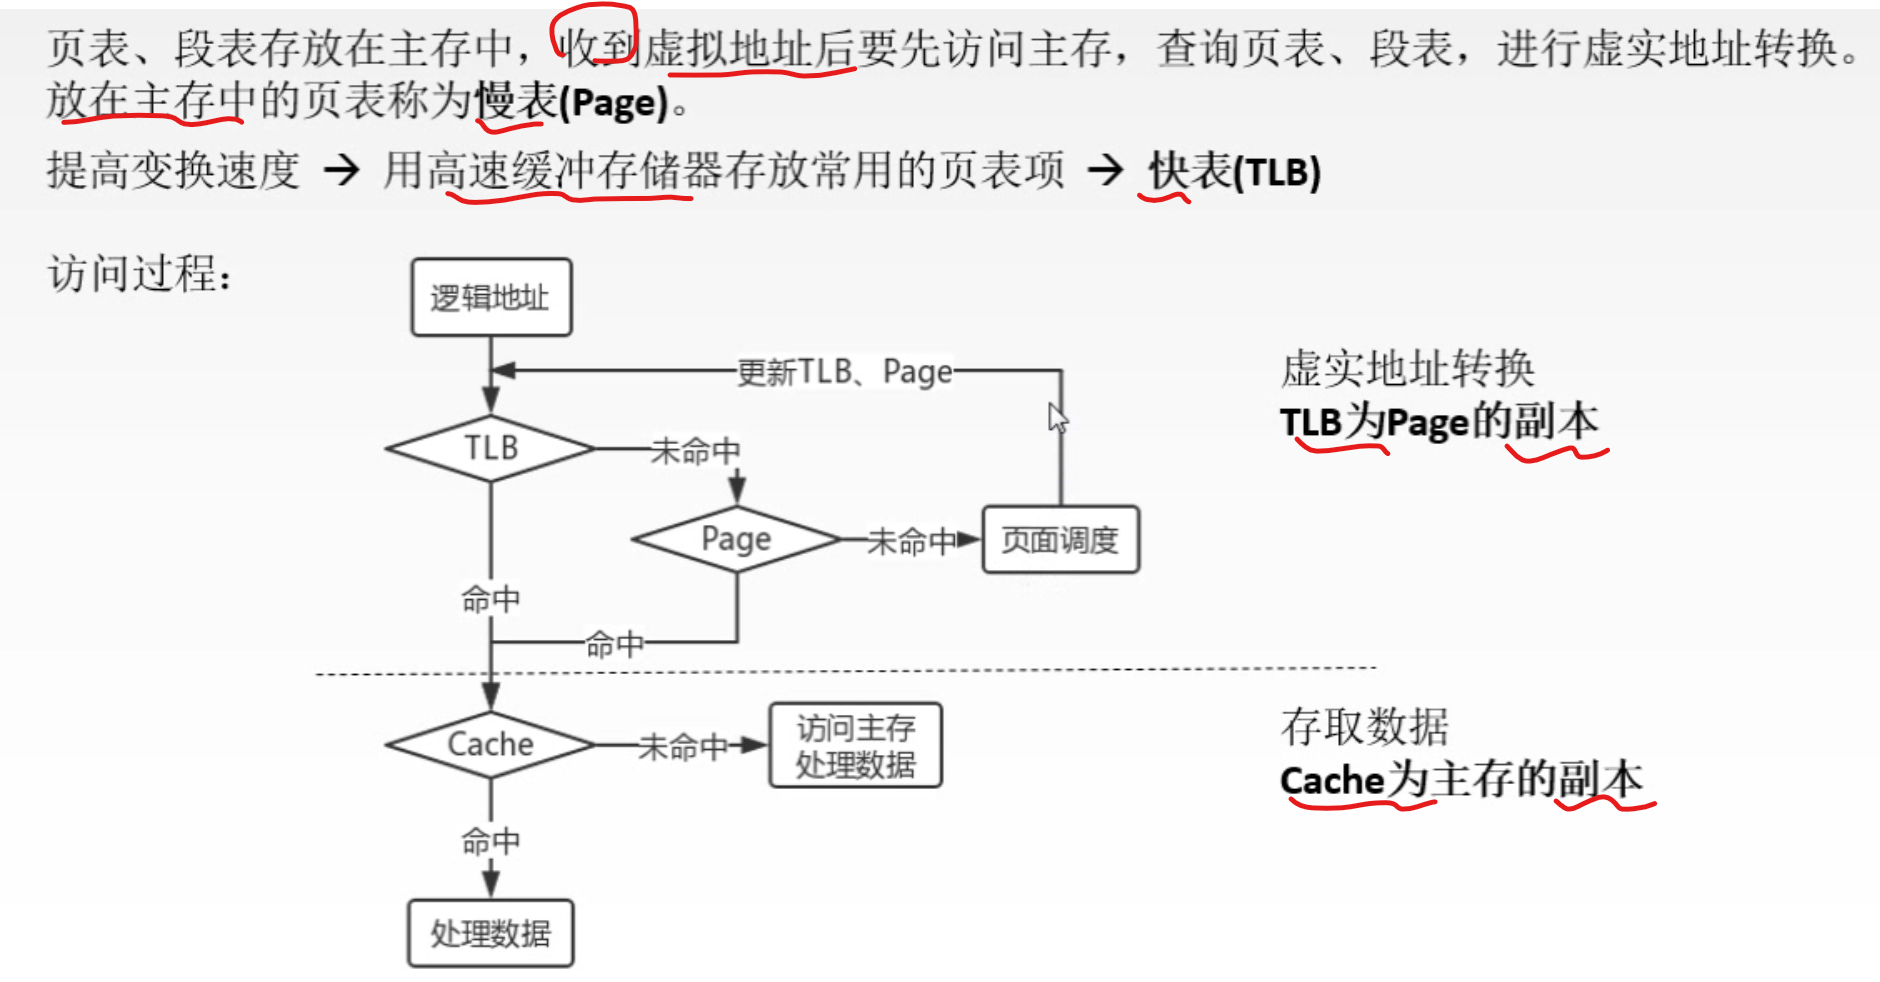 页表、段表存放在主存中，收到虚拟地址后要先访问主存，查询页表、段表，进行虚实地址转换。
放在主存中的页表称为慢表(Page)。
提高变换速度 → 用高速缓冲存储器存放常用的页表项 → 快表(TLB)
访问过程：
逻辑地址
更新TLB、Page
TLB
未命中
Page
未命中
页面调度
命中
命中
虚实地址转换
TLB为Page的副本
Cache
未命中
访问主存
处理数据
命中
处理数据
存取数据
Cache为主存的副本